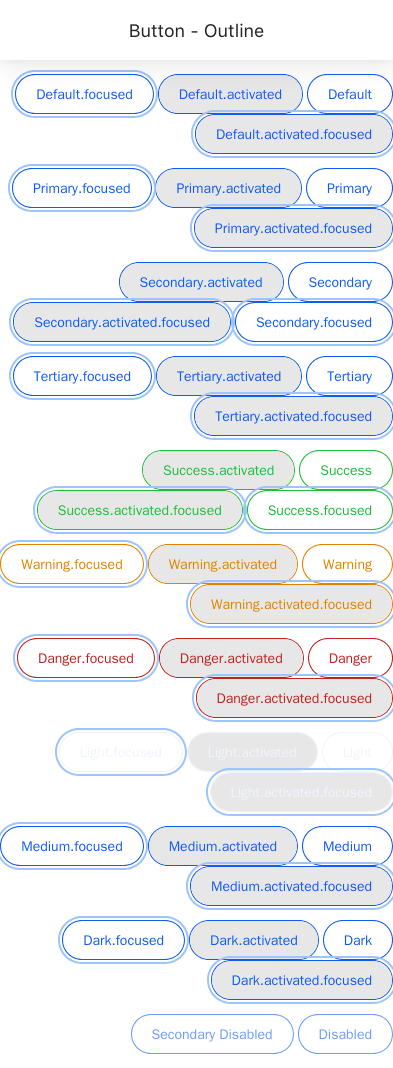 Button - Outline
Default.focused Default.activated Default
Default.activated.focused
Primary.focused Primary.activated Primary
Primary.activated.focused
Secondary.activated Secondary
Secondary.activated.focused Secondary.focused
Tertiary.focused Tertiary.activated Tertiary
Tertiary.activated.focused
Success.activated Success
Success.activated.focused Success.focused
Warning.focused Warning.activated Warning
Warning.activated.focused
Danger.focused Danger.activated Danger
Danger.activated.focused
Light.focused Light.activated Light
Light.activated.focused
Medium.focused Medium.activated Medium
Medium.activated.focused
Dark.focused Dark.activated Dark
Dark.activated.focused
Secondary Disabled Disabled